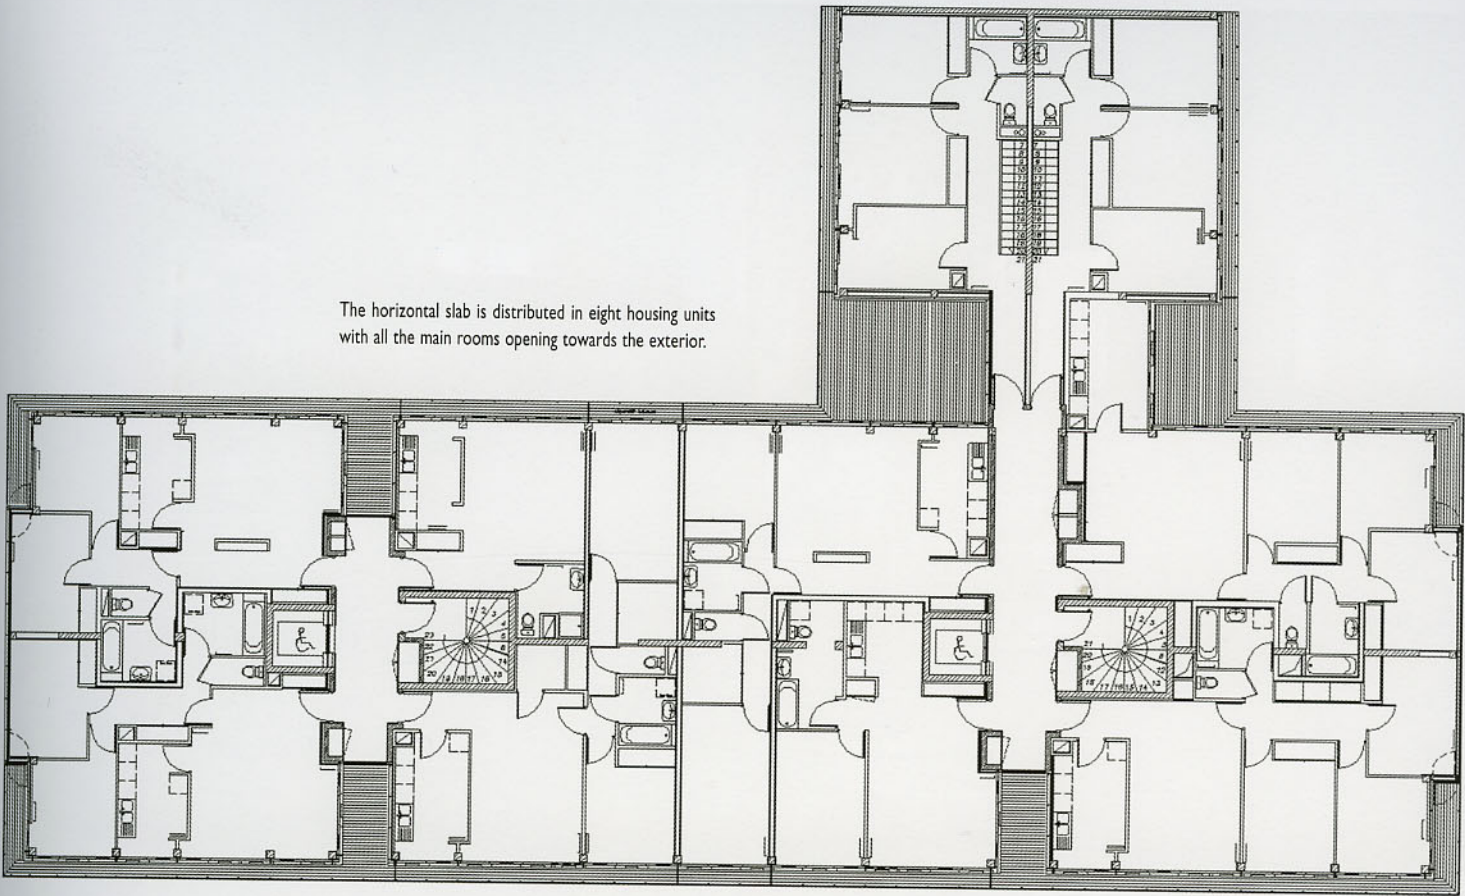 The horizontal slab is distributed in eight housing units
with all the main rooms opening towards the exterior.